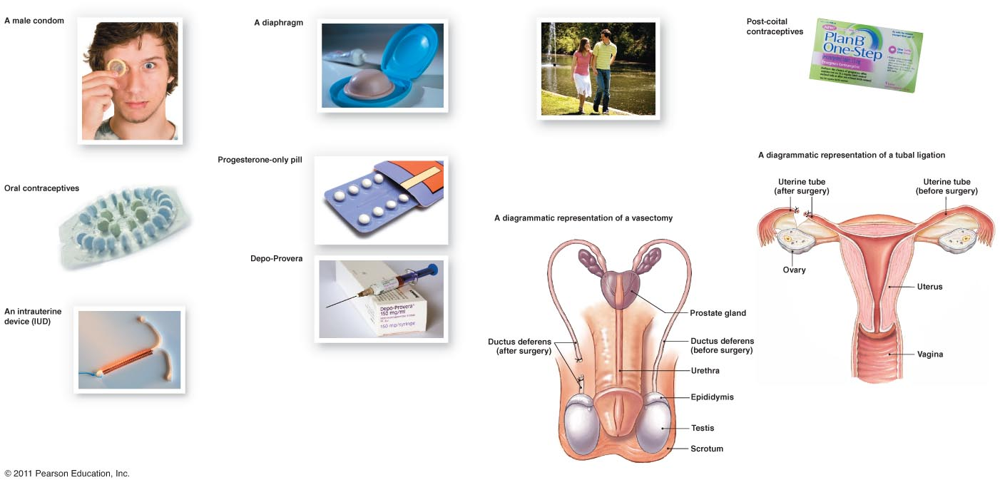 A male condom
A diaphragm
Post-coital
contraceptives
NEW!
Plan B®
One-Step
Emergency Contraceptive
Progesterone-only pill
Oral contraceptives
Depo-Provera
Depo-Provera®
150 mg/ml
150 mg/syringe
An intrauterine
device (IUD)
A diagrammatic representation of a vasectomy
Prostate gland
Ductus deferens
(after surgery)
Ductus deferens
(before surgery)
Urethra
Epididymis
Testis
Scrotum
A diagrammatic representation of a tubal ligation
Uterine tube
(after surgery)
Uterine tube
(before surgery)
Ovary
Uterus
Vagina
© 2011 Pearson Education, Inc.